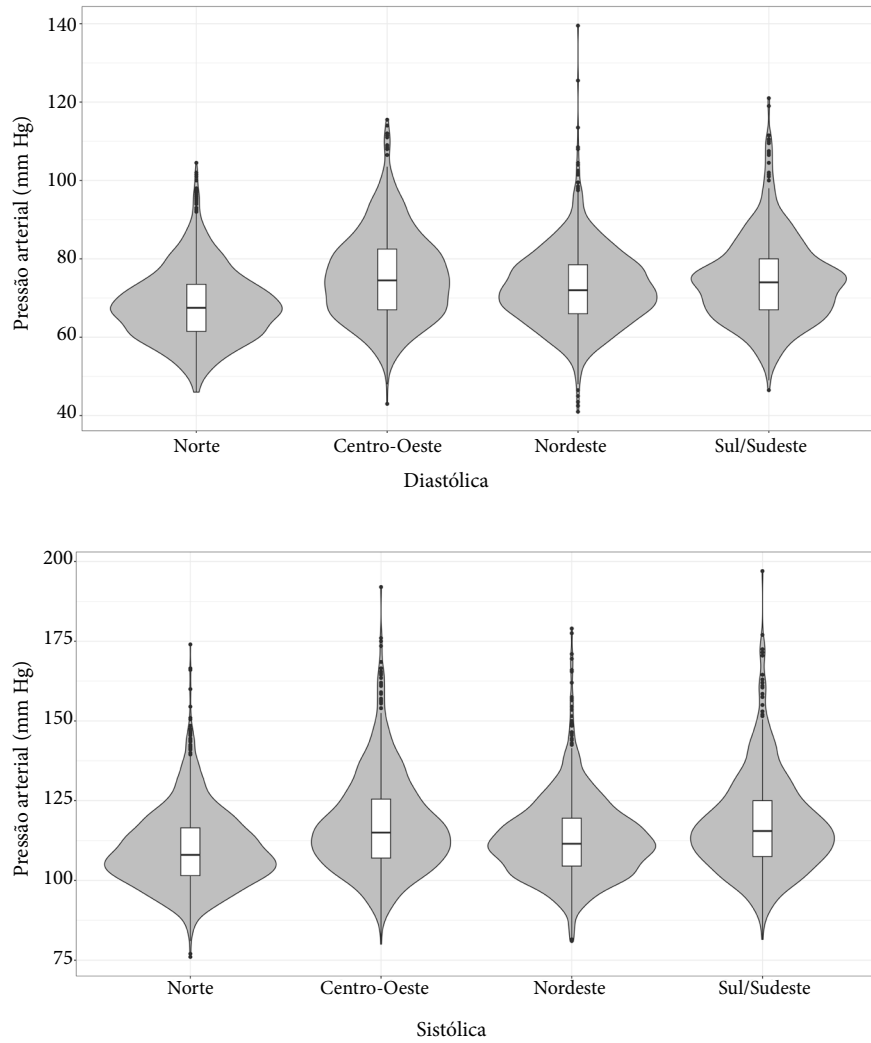 Pressão arterial (mm Hg)
140
120
100
80
60
40
Norte Centro-Oeste Nordeste Sul/Sudeste
Diastólica
Pressão arterial (mm Hg)
200
175
150
125
100
75
Norte Centro-Oeste Nordeste Sul/Sudeste
Sistólica